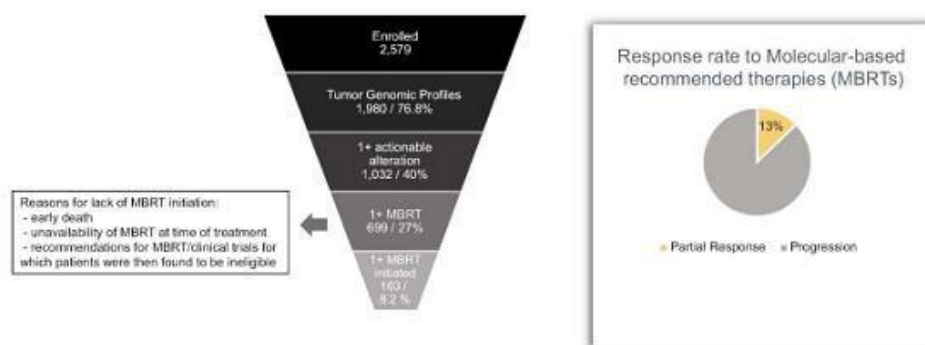 Enrolled
2,579
Tumor Genomic Profiles
1,980 / 76.8%
1+ actionable
alteration
1,032 / 40%
1+ MBRT
699 / 27%
1+ MBRT
initiated
163 /
8.2 %
Reasons for lack of MBRT initiation:
- early death
- unavailability of MBRT at time of treatment
- recommendations for MBRT/clinical trials for
which patients were then found to be ineligible
Response rate to Molecular-based
recommended therapies (MBRTs)
13%
Partial Response
Progression